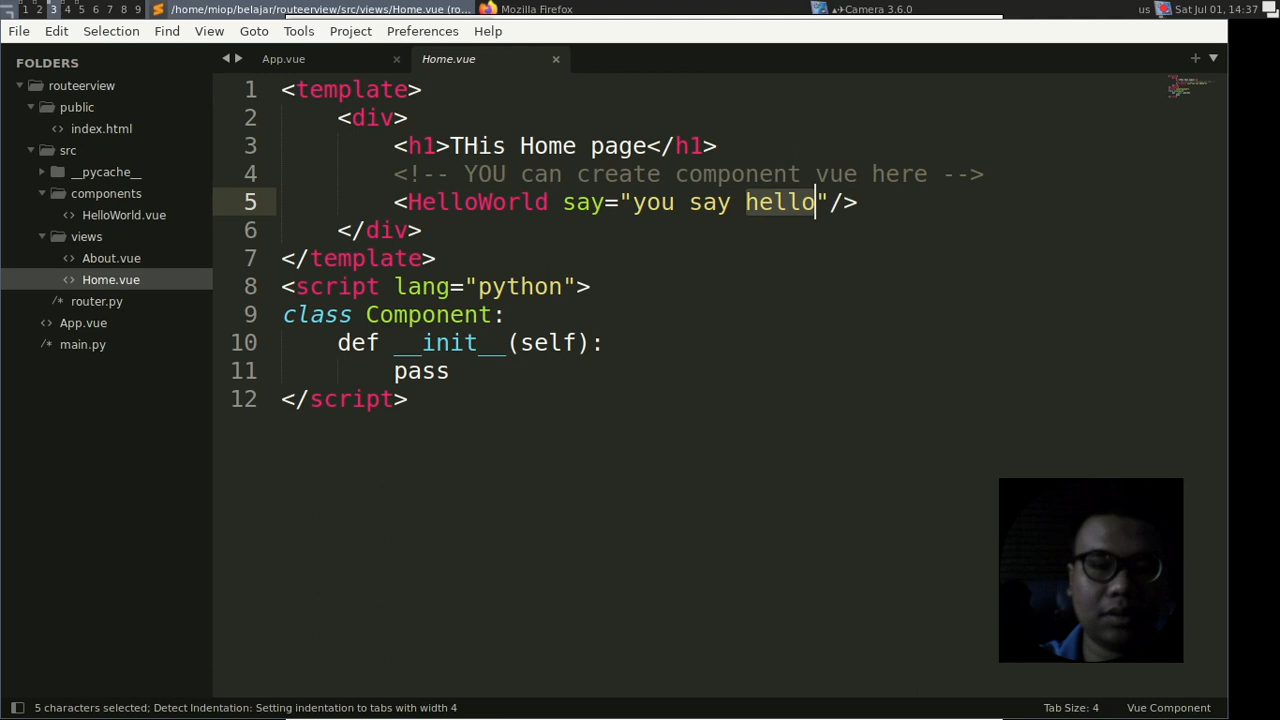 1 2 3 4 5 6 7 8 9 /home/miop/belajar/routeerview/src/views/Home.vue (ro... Mozilla Firefox Camera 3.6.0 us Sat Jul 01, 14:37
File Edit Selection Find View Goto Tools Project Preferences Help
FOLDERS
routeerview
public
index.html
src
__pycache__
components
HelloWorld.vue
views
About.vue
Home.vue
router.py
App.vue
main.py
App.vue × Home.vue ×
1 <template>
2 <div>
3 <h1>THis Home page</h1>
4 <!-- YOU can create component vue here -->
5 <HelloWorld say="you say hello"/>
6 </div>
7 </template>
8 <script lang="python">
9 class Component:
10 def __init__(self):
11 pass
12 </script>
5 characters selected; Detect Indentation: Setting indentation to tabs with width 4 Tab Size: 4 Vue Component